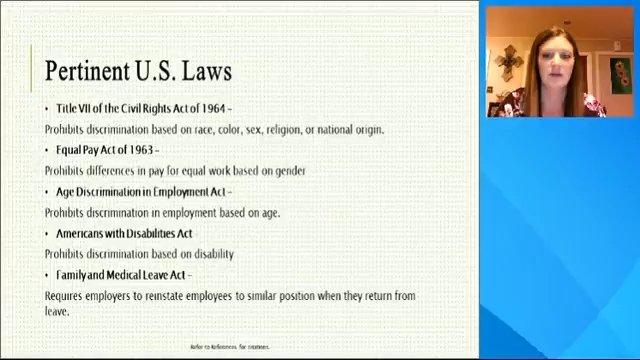 Pertinent U.S. Laws
• Title VII of the Civil Rights Act of 1964 –
Prohibits discrimination based on race, color, sex, religion, or national origin.
• Equal Pay Act of 1963 –
Prohibits differences in pay for equal work based on gender
• Age Discrimination in Employment Act –
Prohibits discrimination in employment based on age.
• Americans with Disabilities Act
Prohibits discrimination based on disability
• Family and Medical Leave Act –
Requires employers to reinstate employees to similar position when they return from
leave.
Refer to References for citations.